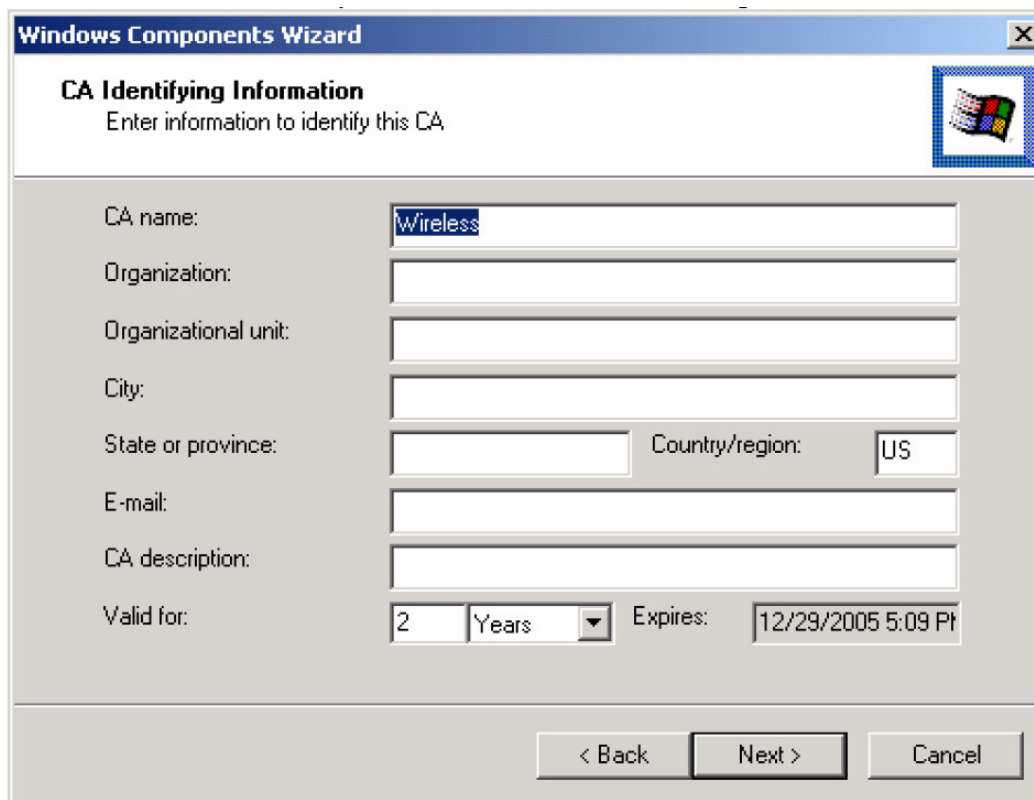 Windows Components Wizard
CA Identifying Information
Enter information to identify this CA
CA name: Wireless
Organization:
Organizational unit:
City:
State or province: Country/region: US
E-mail:
CA description:
Valid for: 2 Years Expires: 12/29/2005 5:09
< Back Next > Cancel